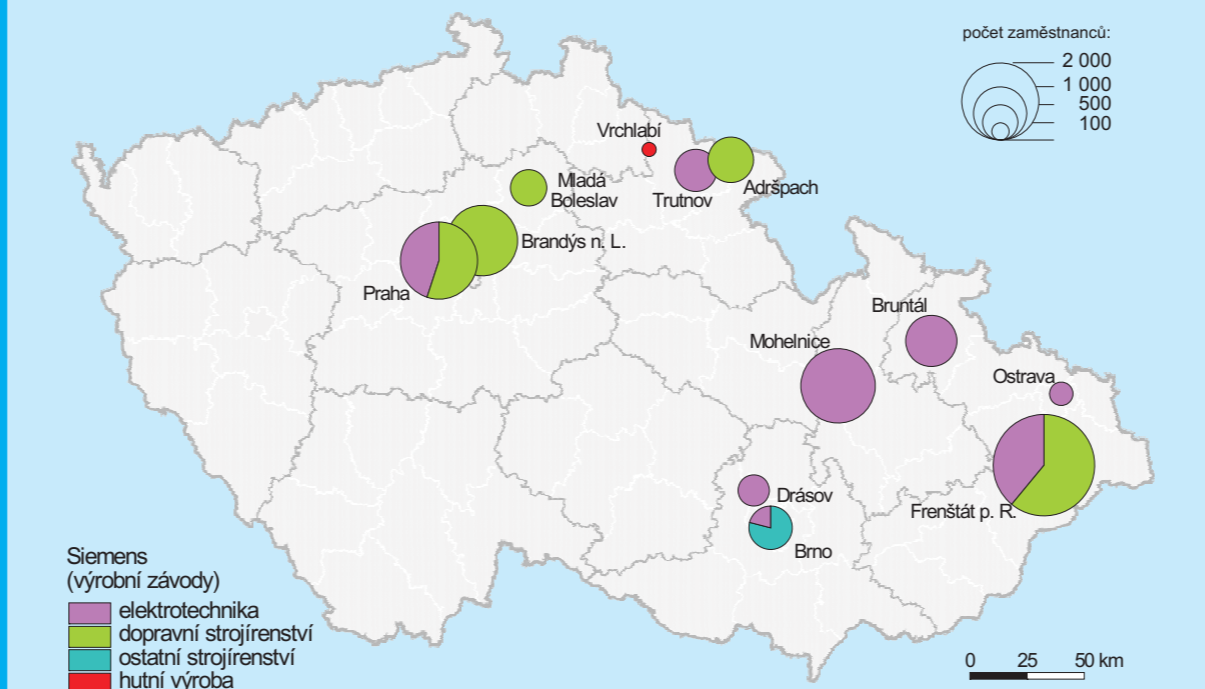 počet zaměstnanců:
2 000
1 000
500
100
Vrchlabí
Mladá
Boleslav
Trutnov
Adršpach
Brandýs n. L.
Praha
Bruntál
Mohelnice
Ostrava
Drásov
Frenštát p. R.
Brno
Siemens
(výrobní závody)
elektrotechnika
dopravní strojírenství
ostatní strojírenství
hutní výroba
0 25 50 km